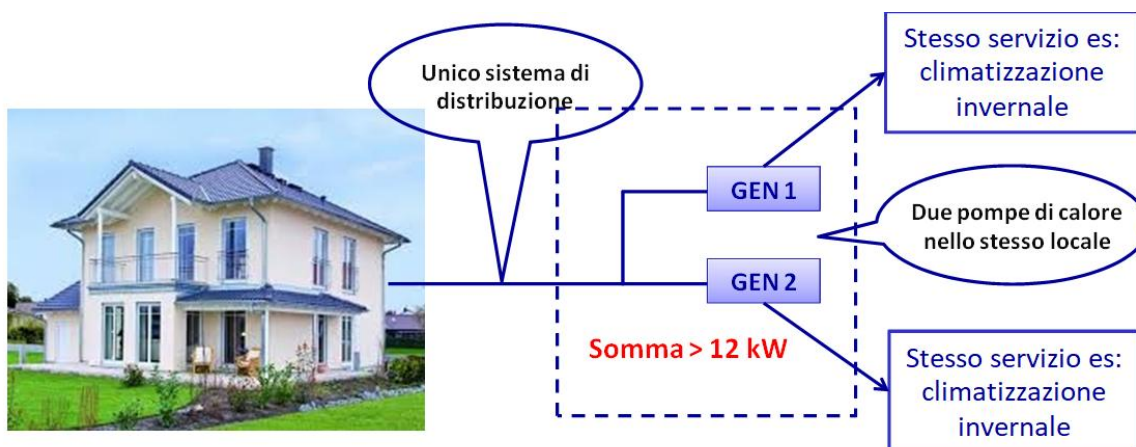 Unico sistema di
distribuzione
Stesso servizio es:
climatizzazione
invernale
GEN 1
Due pompe di calore
nello stesso locale
GEN 2
Somma > 12 kW
Stesso servizio es:
climatizzazione
invernale